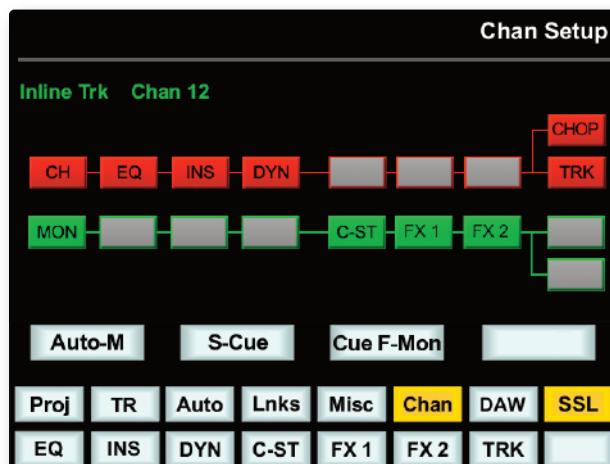 Chan Setup
Inline Trk Chan 12
CHOP
CH EQ INS DYN TRK
MON C-ST FX 1 FX 2
Auto-M S-Cue Cue F-Mon
Proj TR Auto Lnks Misc Chan DAW SSL
EQ INS DYN C-ST FX 1 FX 2 TRK